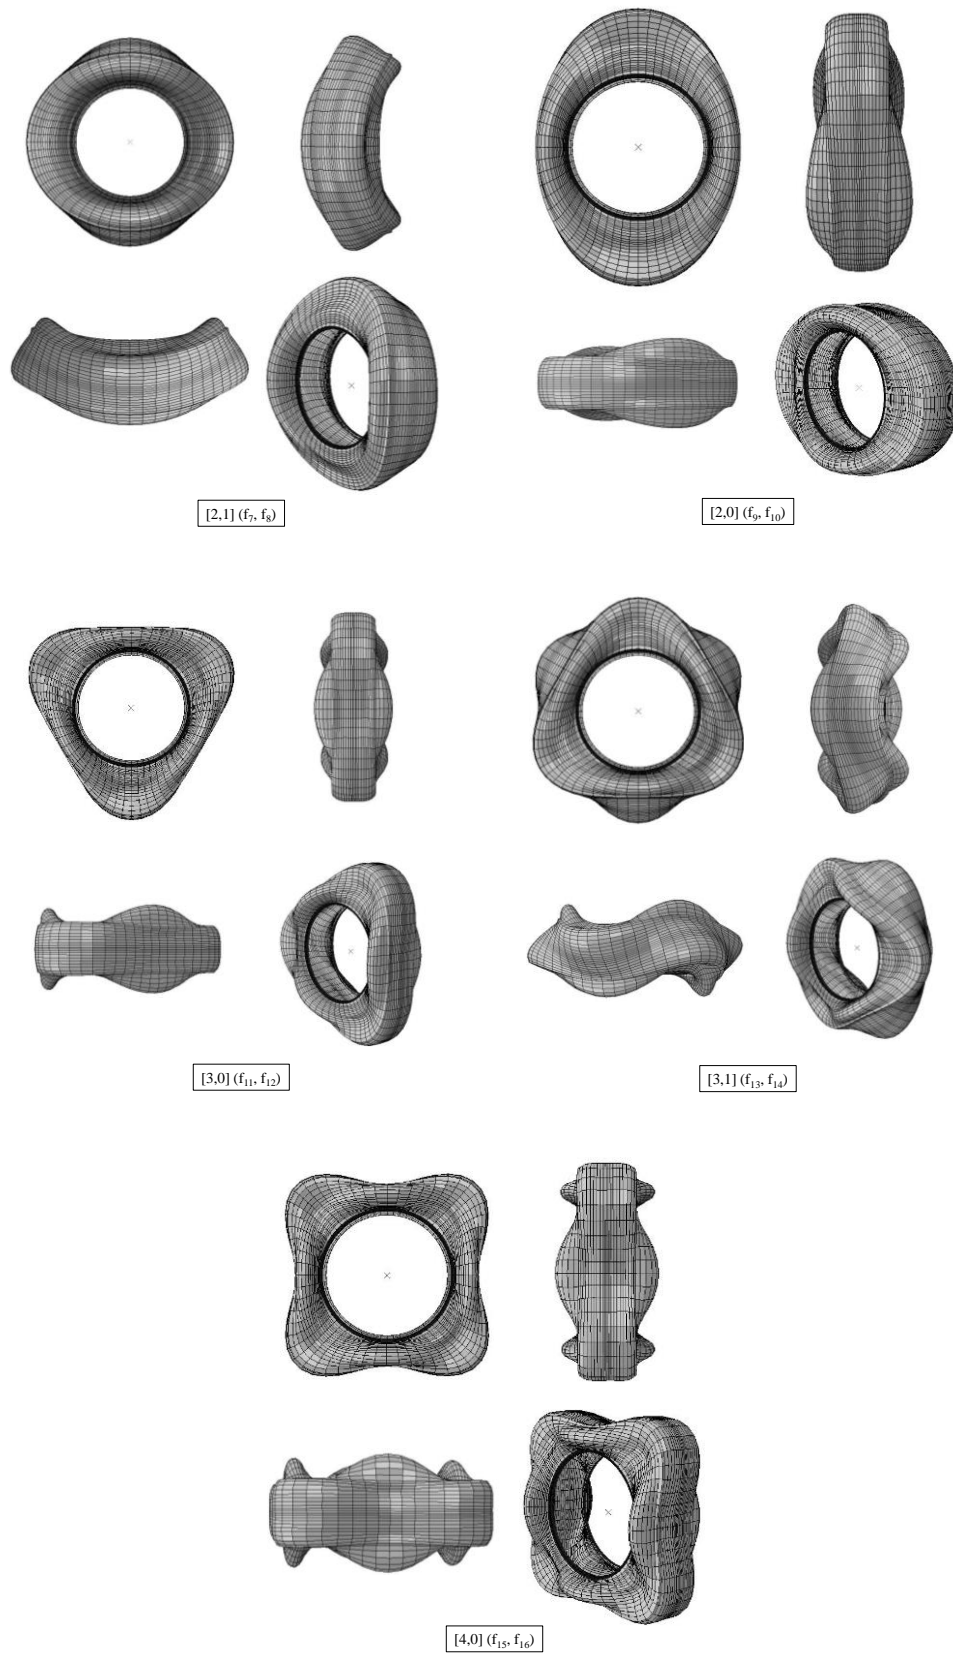 [2,1] (f₇, f₈)
[2,0] (f₉, f₁₀)
[3,0] (f₁₁, f₁₂)
[3,1] (f₁₃, f₁₄)
[4,0] (f₁₅, f₁₆)